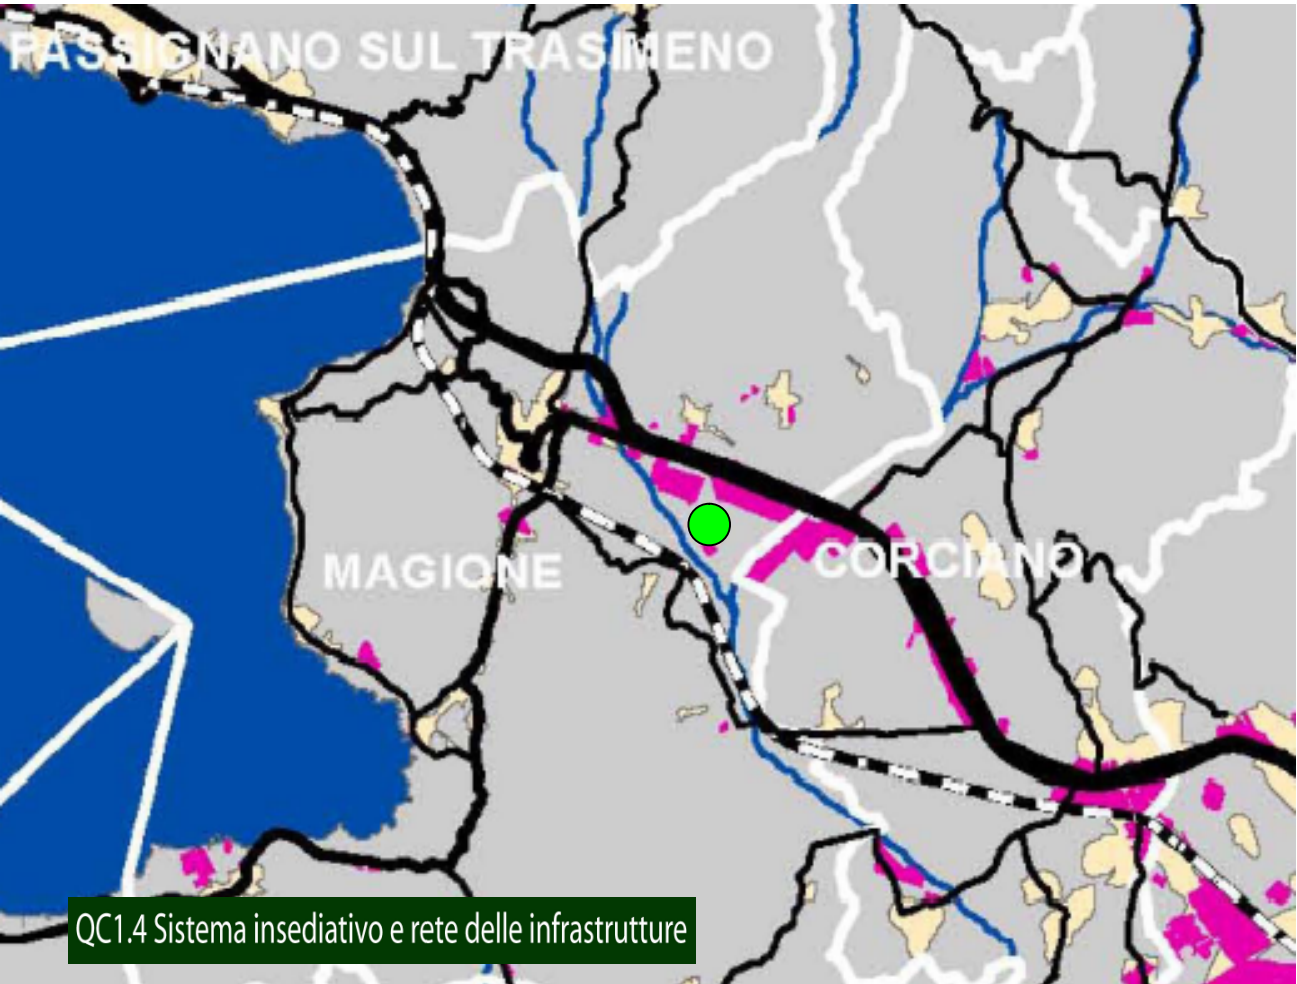 PASSIGNANO SUL TRASIMENO
MAGIONE
CORCIANO
QC1.4 Sistema insediativo e rete delle infrastrutture